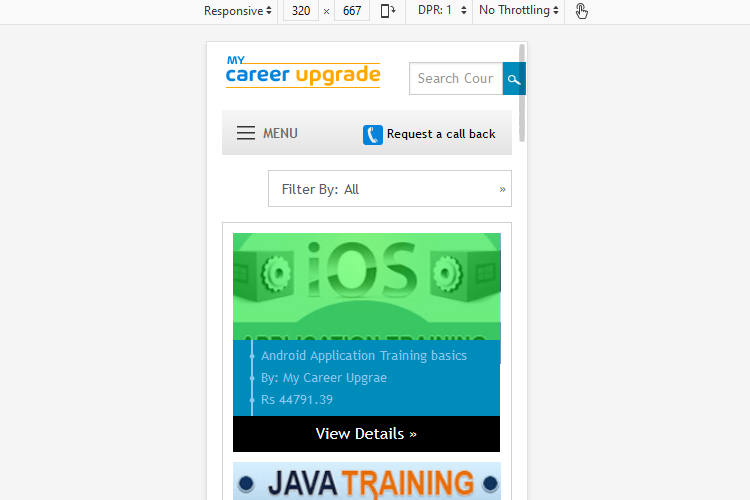 Responsive 320 × 667 DPR: 1 No Throttling
MY
career upgrade
Search Cour
MENU
Request a call back
Filter By: All »
iOS
APPLICATION TRAINING
Android Application Training basics
By: My Career Upgrae
Rs 44791.39
View Details »
JAVA TRAINING